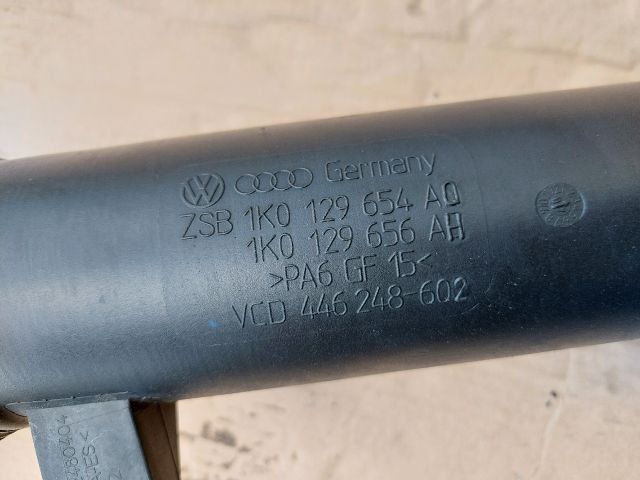 Germany
ZSB 1K0 129 654 AQ
1K0 129 656 AH
>PA6 GF 15<
VCD 446 248-602